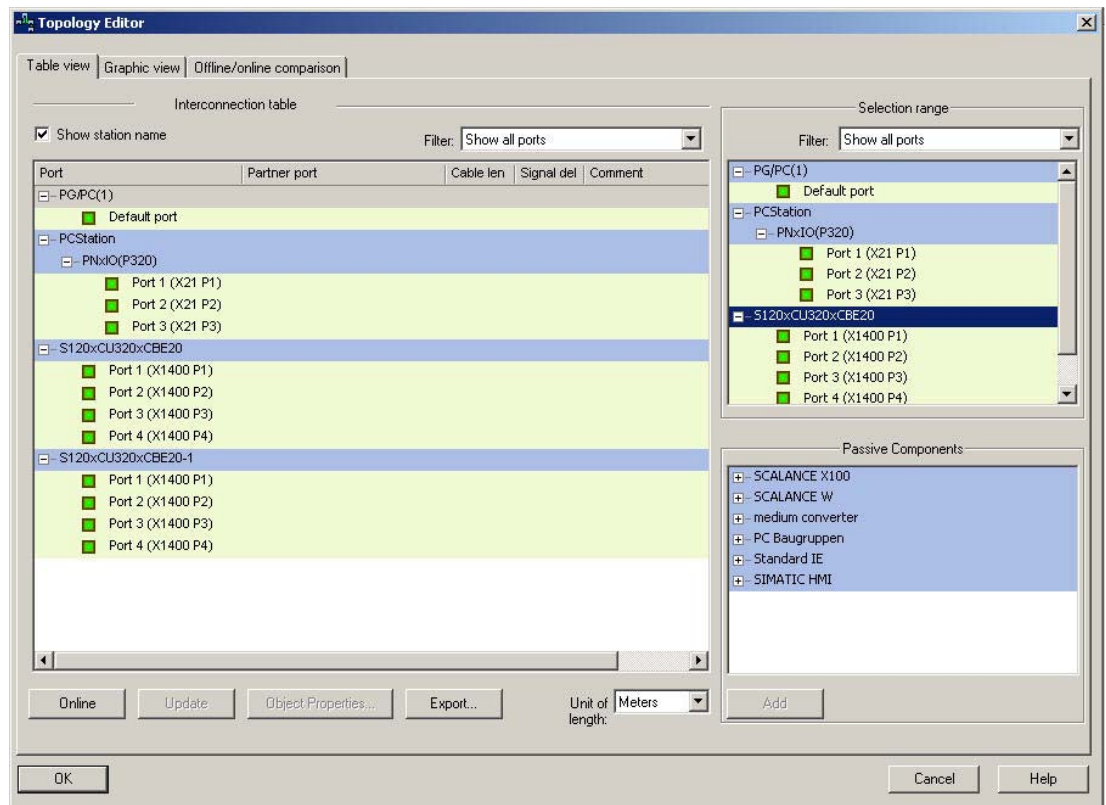 Topology Editor
Table view
Graphic view
Offline/online comparison
Interconnection table
Show station name
Filter: Show all ports
Port Partner port Cable len Signal del Comment
PG/PC(1)
Default port
PCStation
PNxIO(P320)
Port 1 (X21 P1)
Port 2 (X21 P2)
Port 3 (X21 P3)
S120xCU320xCBE20
Port 1 (X1400 P1)
Port 2 (X1400 P2)
Port 3 (X1400 P3)
Port 4 (X1400 P4)
S120xCU320xCBE20-1
Port 1 (X1400 P1)
Port 2 (X1400 P2)
Port 3 (X1400 P3)
Port 4 (X1400 P4)
Online
Update
Object Properties...
Export...
Unit of length: Meters
Selection range
Filter: Show all ports
PG/PC(1)
Default port
PCStation
PNxIO(P320)
Port 1 (X21 P1)
Port 2 (X21 P2)
Port 3 (X21 P3)
S120xCU320xCBE20
Port 1 (X1400 P1)
Port 2 (X1400 P2)
Port 3 (X1400 P3)
Port 4 (X1400 P4)
Passive Components
SCALANCE X100
SCALANCE W
medium converter
PC Baugruppen
Standard IE
SIMATIC HMI
Add
OK
Cancel
Help